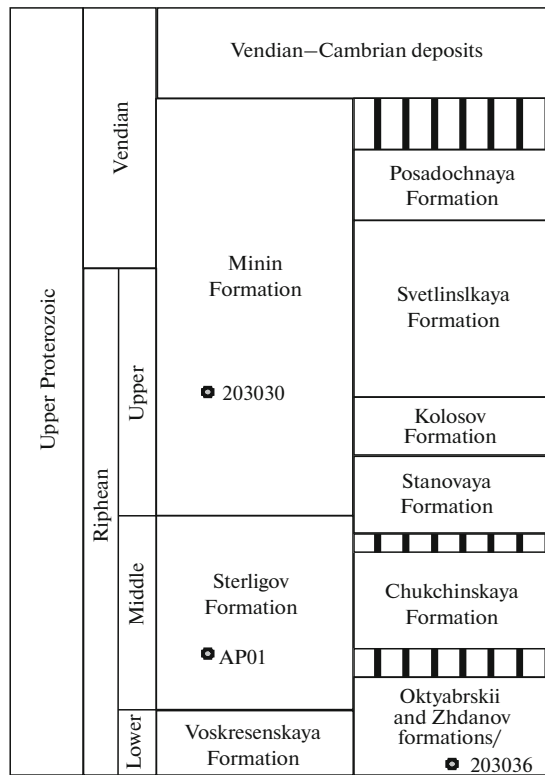 Upper Proterozoic
Vendian
Riphean
Upper
Middle
Lower
Vendian–Cambrian deposits
Minin
Formation
203030
Sterligov
Formation
AP01
Voskresenskaya
Formation
Posadochnaya
Formation
Svetlinslkaya
Formation
Kolosov
Formation
Stanovaya
Formation
Chukchinskaya
Formation
Oktyabrskii
and Zhdanov
formations/
203036